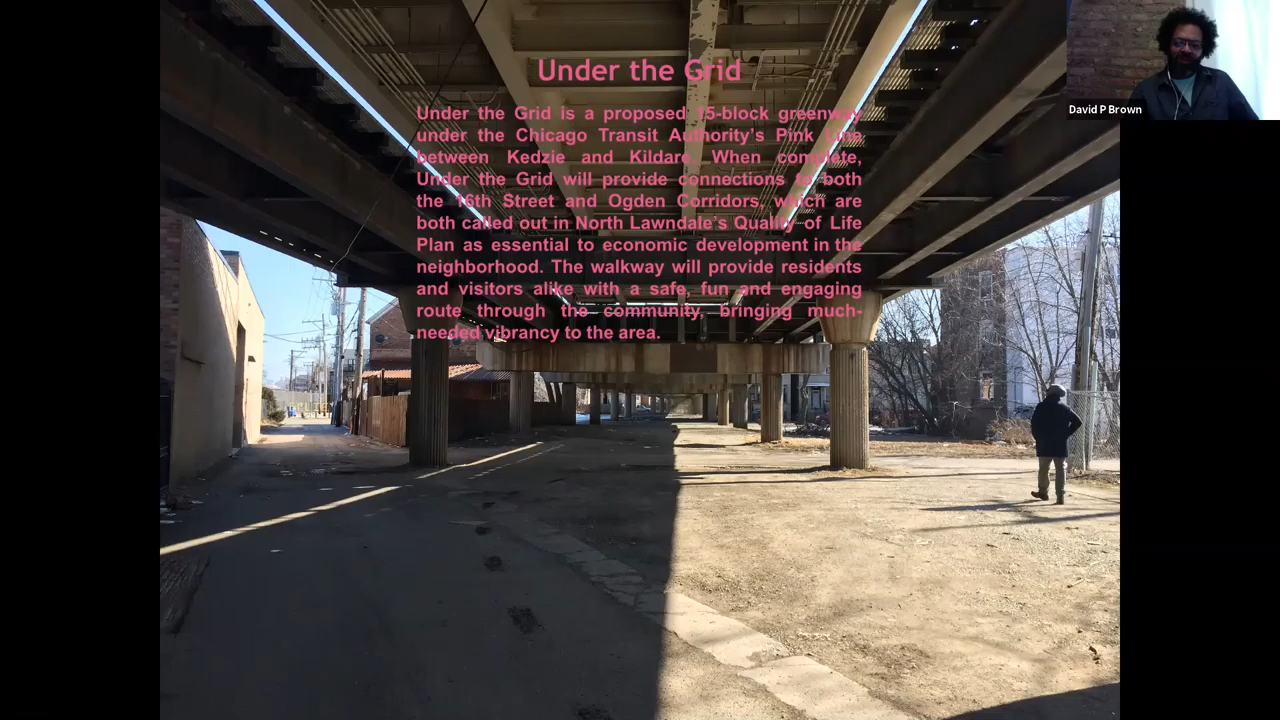 Under the Grid
Under the Grid is a proposed 15-block greenway
under the Chicago Transit Authority's Pink Line
between Kedzie and Kildare. When complete,
Under the Grid will provide connections to both
the 16th Street and Ogden Corridors, which are
both called out in North Lawndale's Quality of Life
Plan as essential to economic development in the
neighborhood. The walkway will provide residents
and visitors alike with a safe, fun and engaging
route through the community, bringing much-
needed vibrancy to the area.
David P Brown